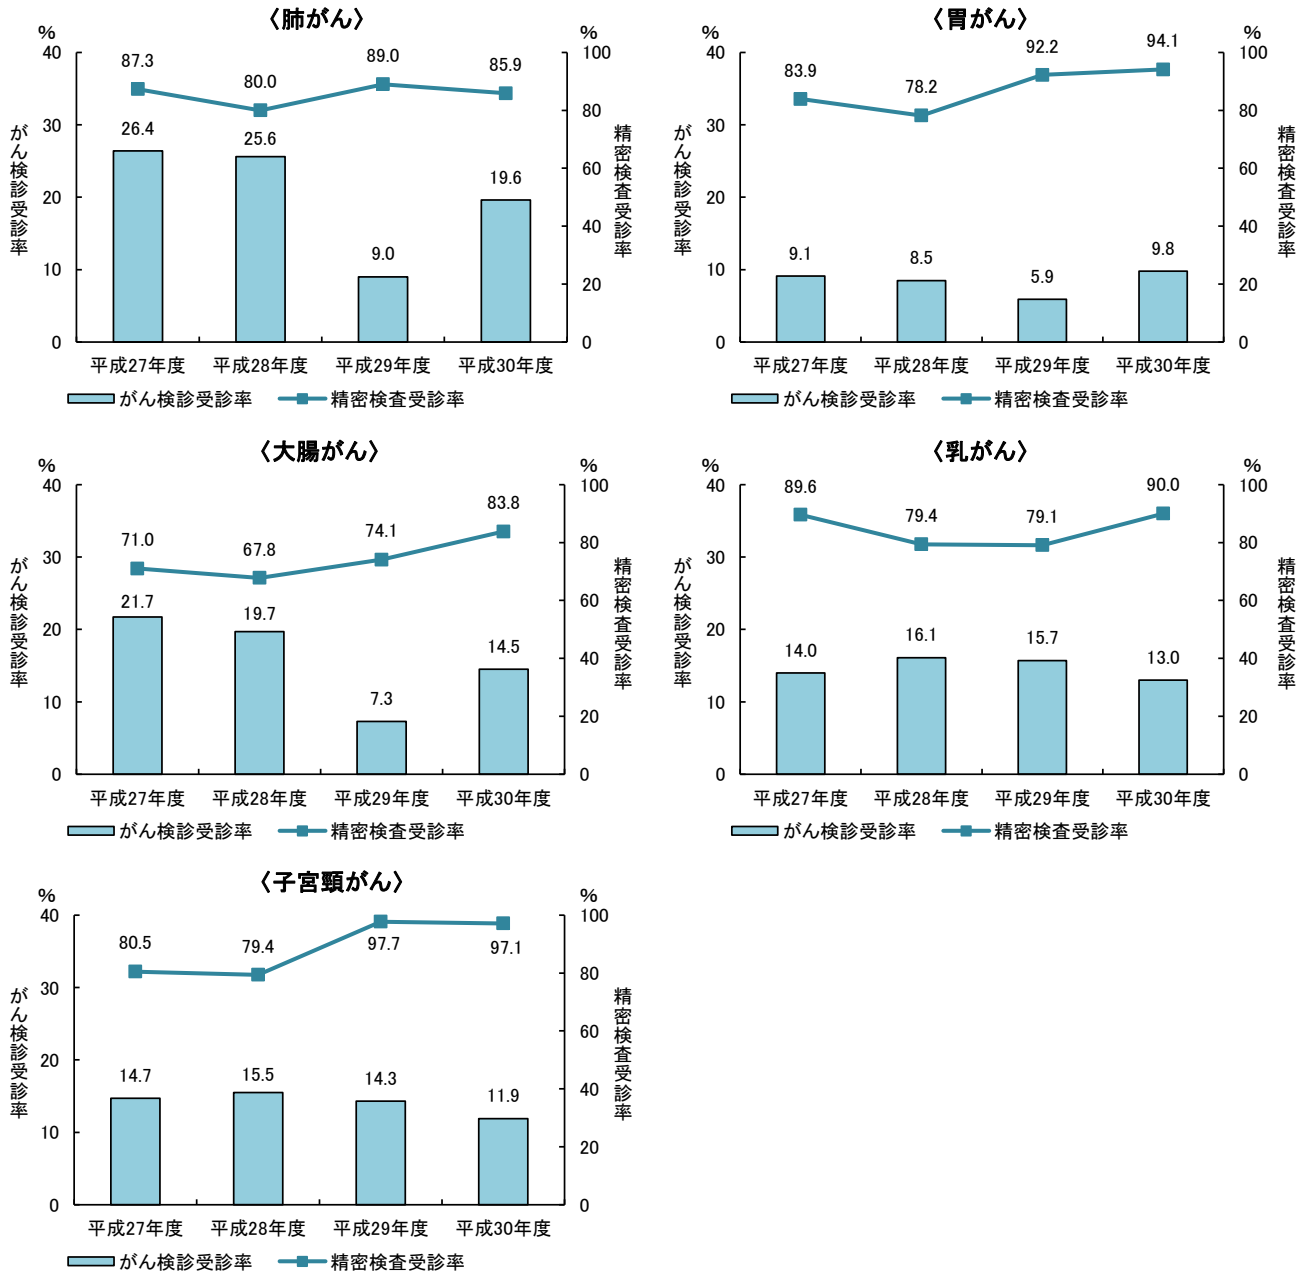 〈肺がん〉
% %
40 100
87.3 80.0 89.0 85.9
30 80
26.4 25.6 9.0 19.6
60
20
40
10
20
0 0
がん検診受診率
精密検査受診率
平成27年度 平成28年度 平成29年度 平成30年度
がん検診受診率 精密検査受診率
〈胃がん〉
% %
40 100
83.9 78.2 92.2 94.1
30 80
60
20
40
9.1 8.5 5.9 9.8
10
20
0 0
がん検診受診率
精密検査受診率
平成27年度 平成28年度 平成29年度 平成30年度
がん検診受診率 精密検査受診率
〈大腸がん〉
% %
40 100
71.0 67.8 74.1 83.8
30 80
21.7 19.7 7.3 14.5
60
20
40
10
20
0 0
がん検診受診率
精密検査受診率
平成27年度 平成28年度 平成29年度 平成30年度
がん検診受診率 精密検査受診率
〈乳がん〉
% %
40 100
89.6 79.4 79.1 90.0
30 80
60
20
14.0 16.1 15.7 13.0
40
10
20
0 0
がん検診受診率
精密検査受診率
平成27年度 平成28年度 平成29年度 平成30年度
がん検診受診率 精密検査受診率
〈子宮頸がん〉
% %
40 100
80.5 79.4 97.7 97.1
30 80
60
20
14.7 15.5 14.3 11.9
40
10
20
0 0
がん検診受診率
精密検査受診率
平成27年度 平成28年度 平成29年度 平成30年度
がん検診受診率 精密検査受診率